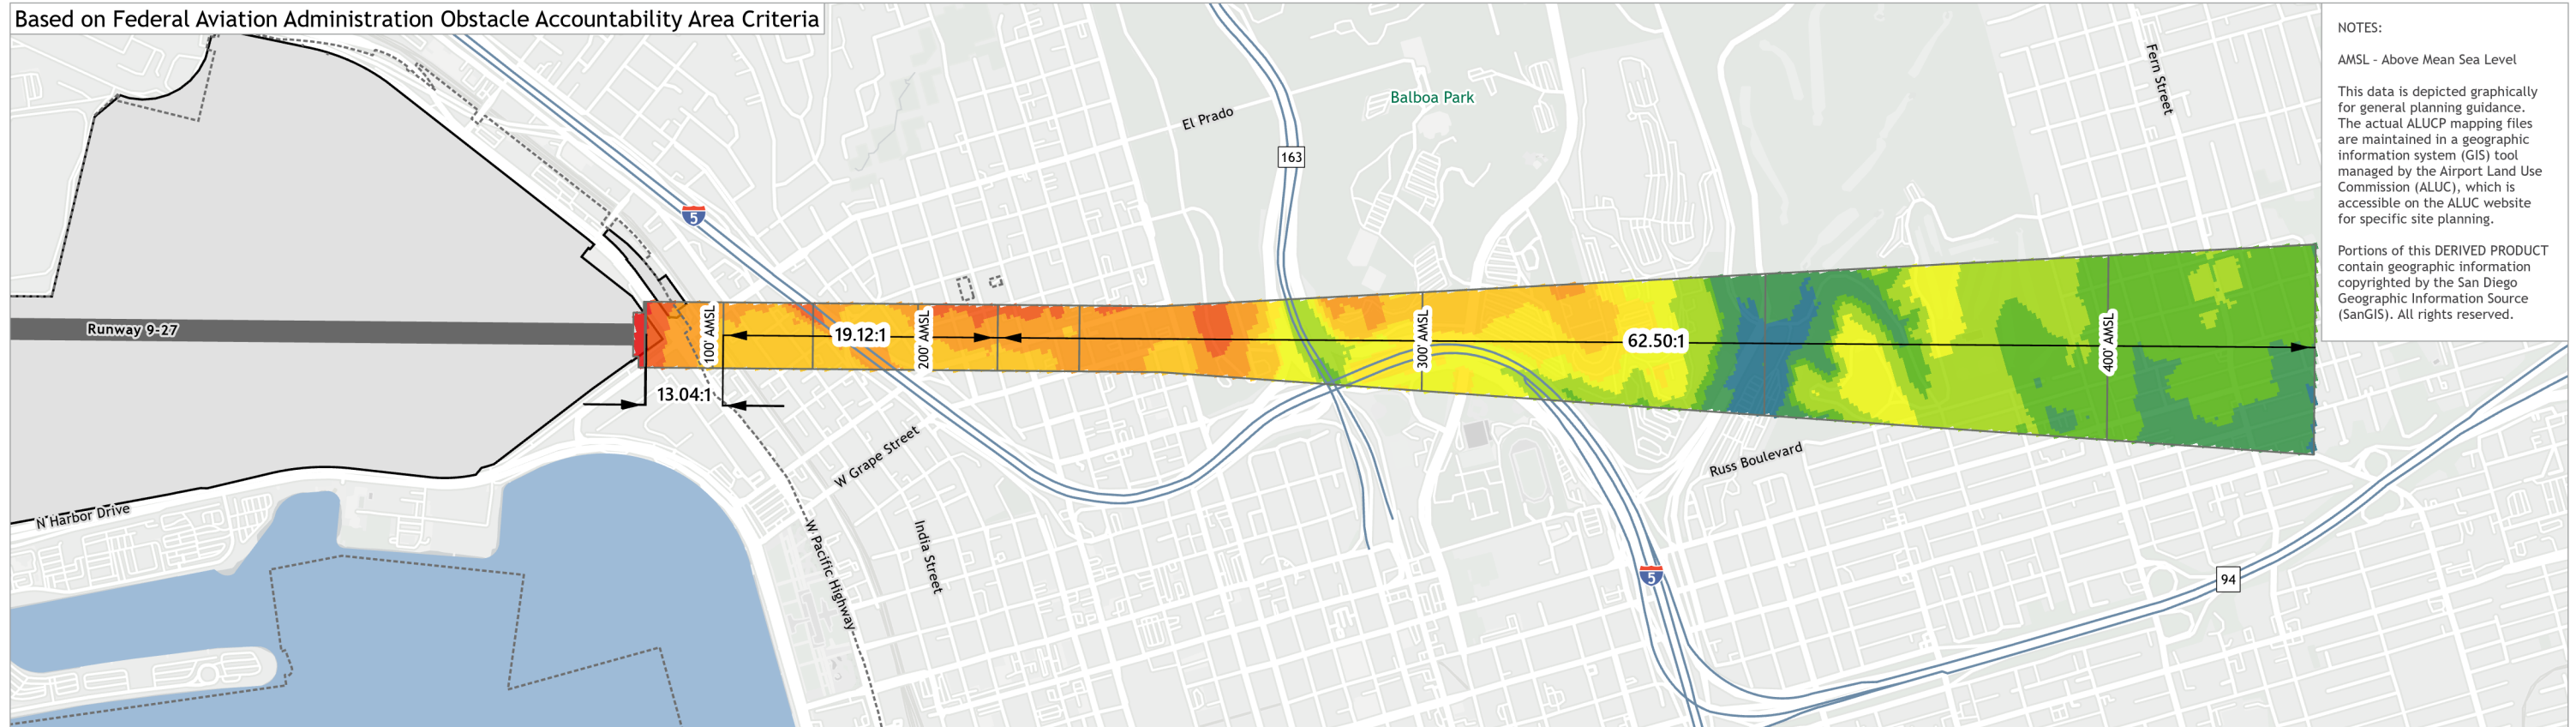 Based on Federal Aviation Administration Obstacle Accountability Area Criteria
NOTES:
AMSL - Above Mean Sea Level
This data is depicted graphically
for general planning guidance.
The actual ALUCP mapping files
are maintained in a geographic
information system (GIS) tool
managed by the Airport Land Use
Commission (ALUC), which is
accessible on the ALUC website
for specific site planning.
Portions of this DERIVED PRODUCT
contain geographic information
copyrighted by the San Diego
Geographic Information Source
(SanGIS). All rights reserved.
Fern Street
Balboa Park
El Prado
163
5
Runway 9-27
100' AMSL
19.12:1
200' AMSL
300' AMSL
62.50:1
400' AMSL
13.04:1
W Grape Street
Russ Boulevard
N Harbor Drive
W Pacific Highway
India Street
5
94